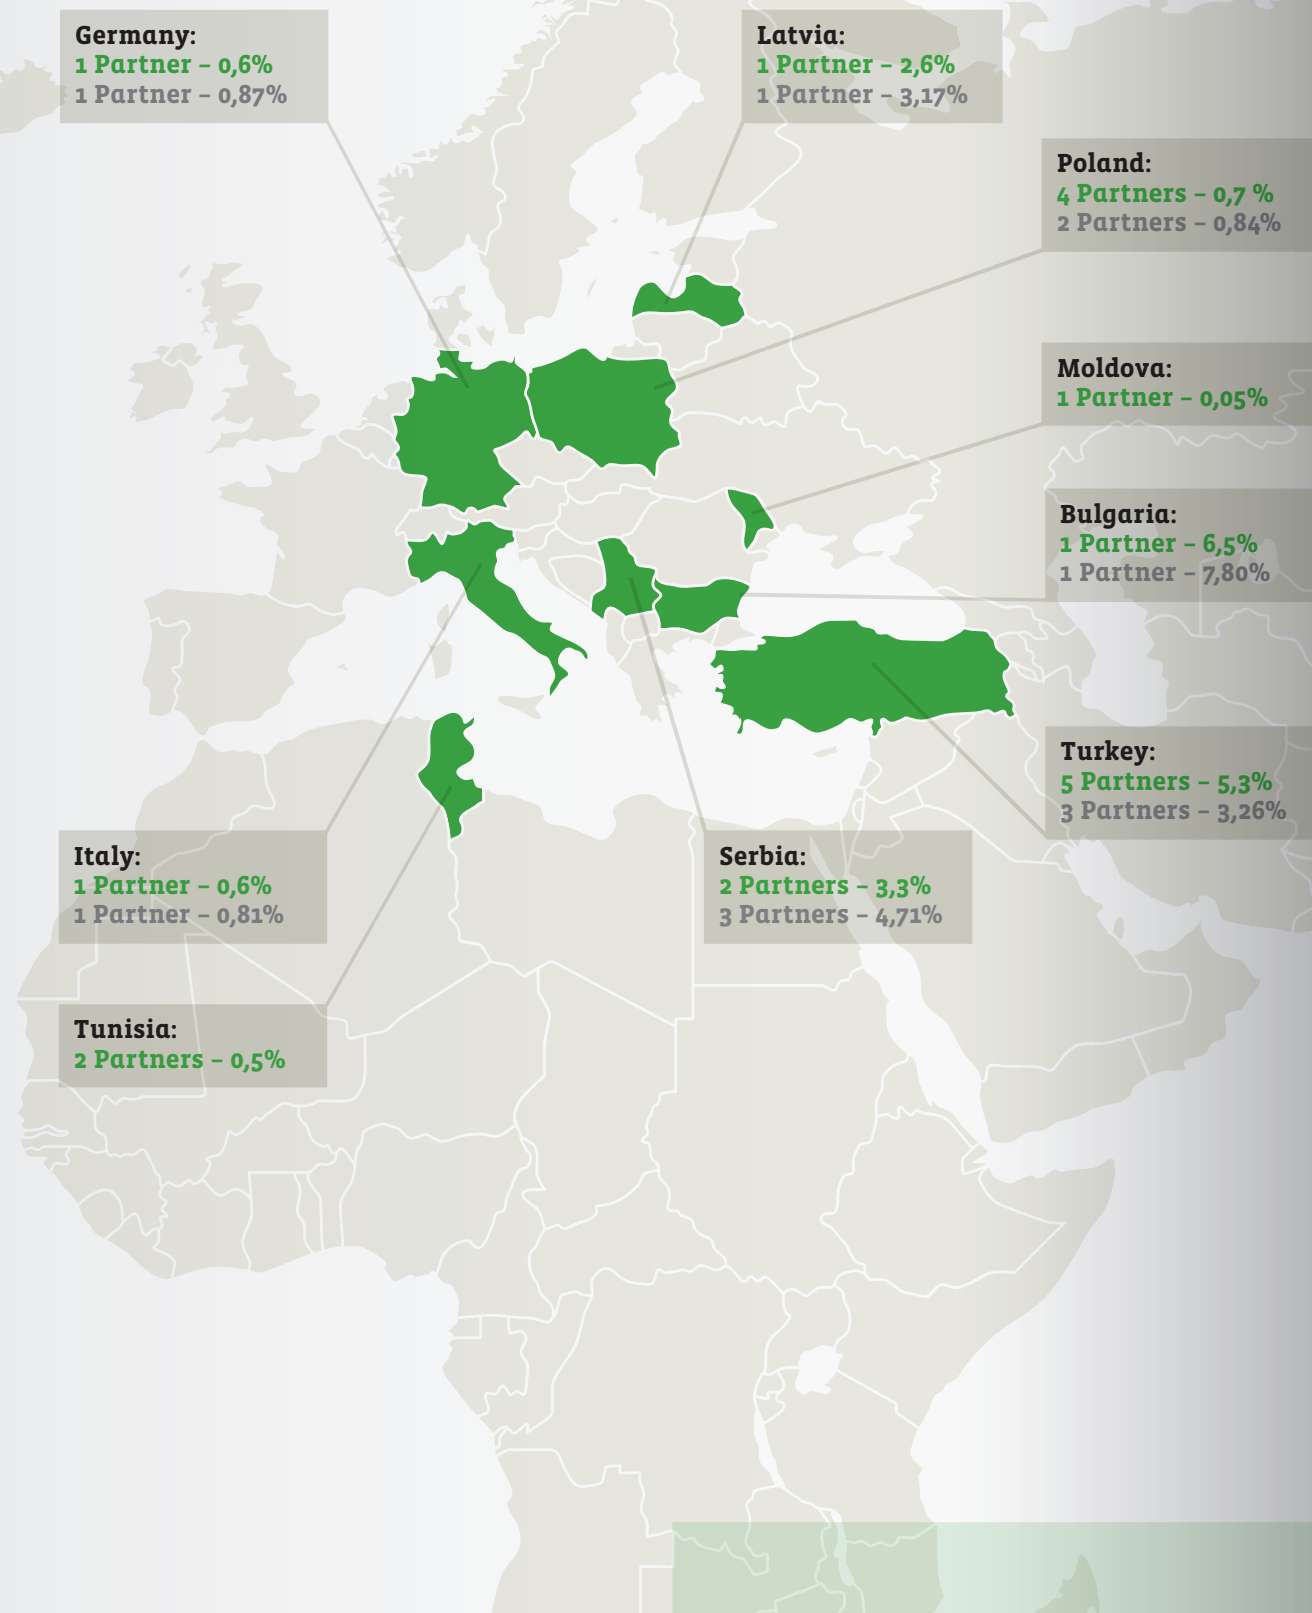 Germany:
1 Partner – 0,6%
1 Partner – 0,87%
Latvia:
1 Partner – 2,6%
1 Partner – 3,17%
Poland:
4 Partners – 0,7 %
2 Partners – 0,84%
Moldova:
1 Partner – 0,05%
Bulgaria:
1 Partner – 6,5%
1 Partner – 7,80%
Turkey:
5 Partners – 5,3%
3 Partners – 3,26%
Italy:
1 Partner – 0,6%
1 Partner – 0,81%
Serbia:
2 Partners – 3,3%
3 Partners – 4,71%
Tunisia:
2 Partners – 0,5%